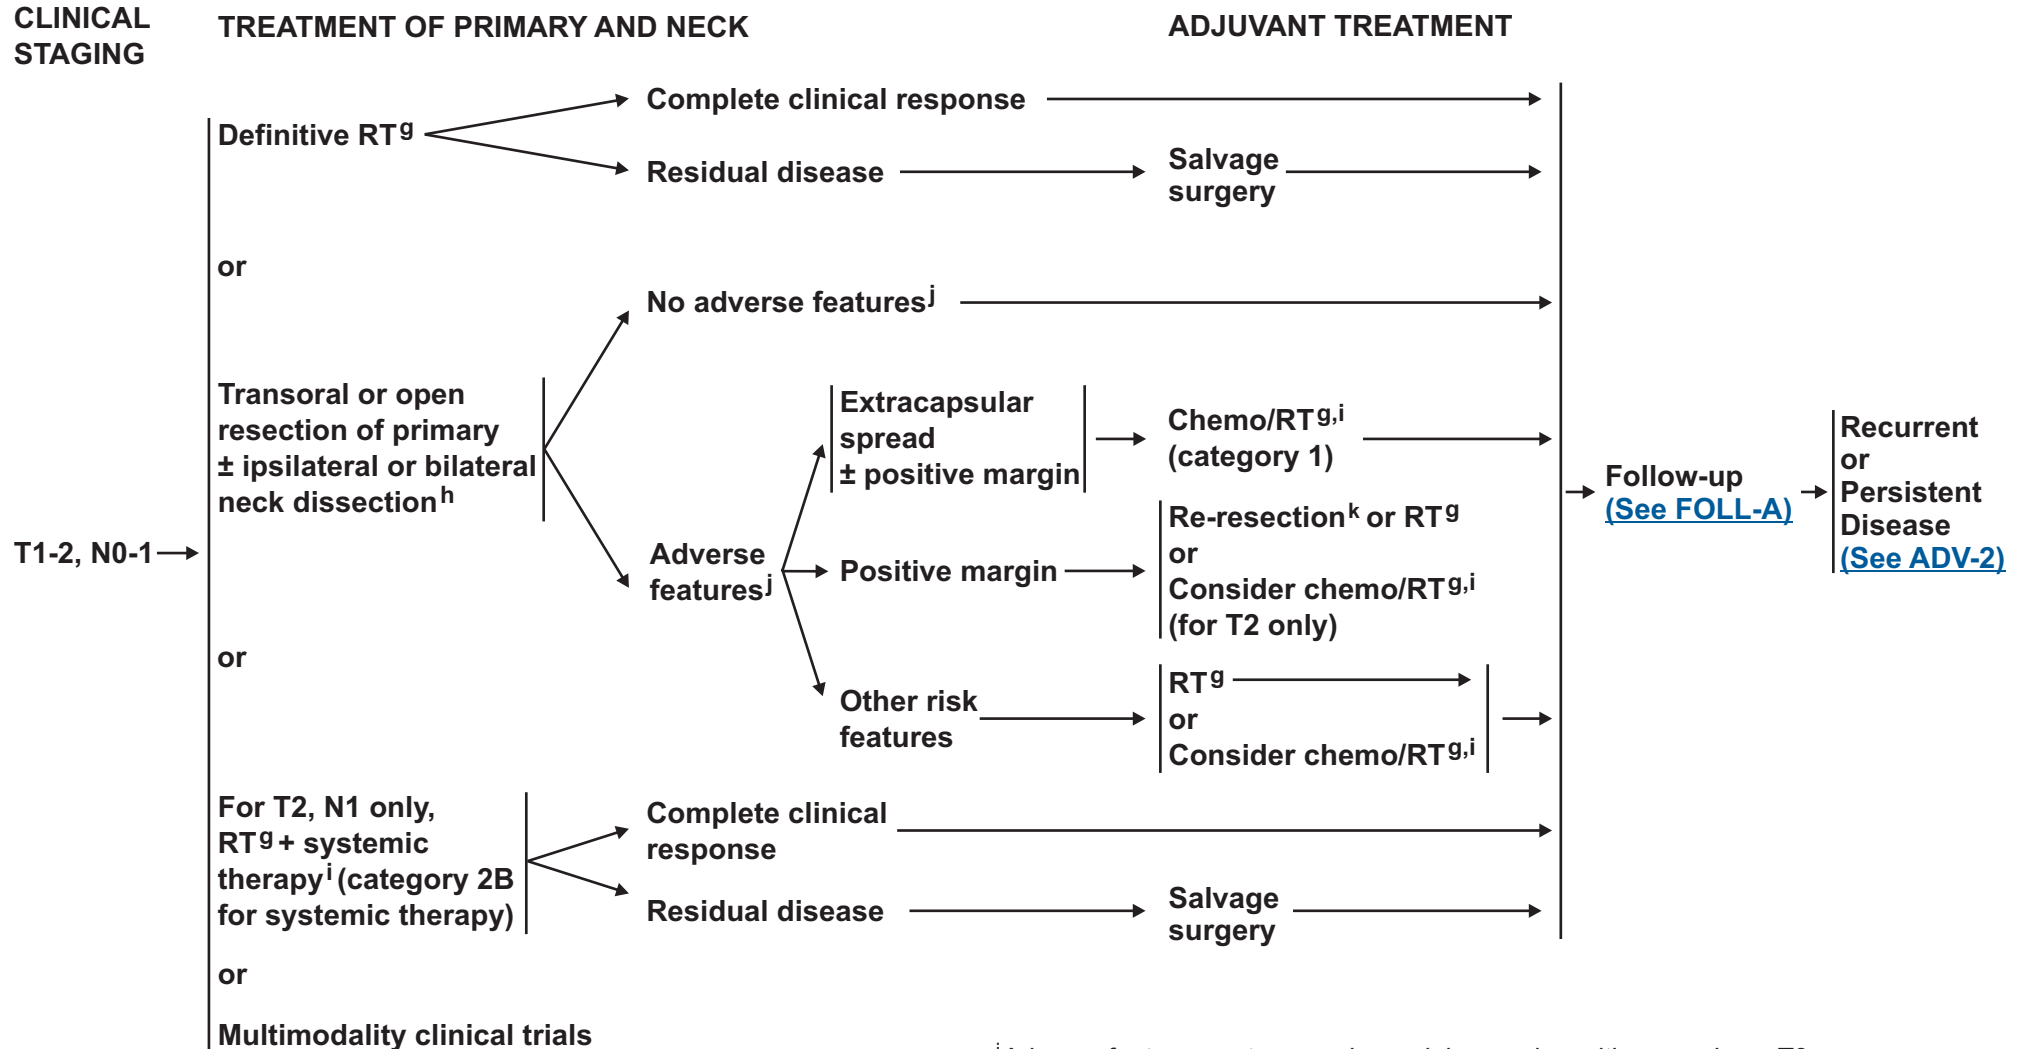 CLINICAL
STAGING
TREATMENT OF PRIMARY AND NECK
ADJUVANT TREATMENT
T1-2, N0-1
Definitive RTg
Complete clinical response
Residual disease
Salvage
surgery
or
Transoral or open
resection of primary
± ipsilateral or bilateral
neck dissectionh
No adverse featuresj
Adverse
featuresj
Extracapsular
spread
± positive margin
Chemo/RTg,i
(category 1)
Positive margin
Re-resectionk or RTg
or
Consider chemo/RTg,i
(for T2 only)
Other risk
features
RTg
or
Consider chemo/RTg,i
or
For T2, N1 only,
RTg + systemic
therapyi (category 2B
for systemic therapy)
Complete clinical
response
Residual disease
Salvage
surgery
or
Multimodality clinical trials
Follow-up
(See FOLL-A)
Recurrent
or
Persistent
Disease
(See ADV-2)